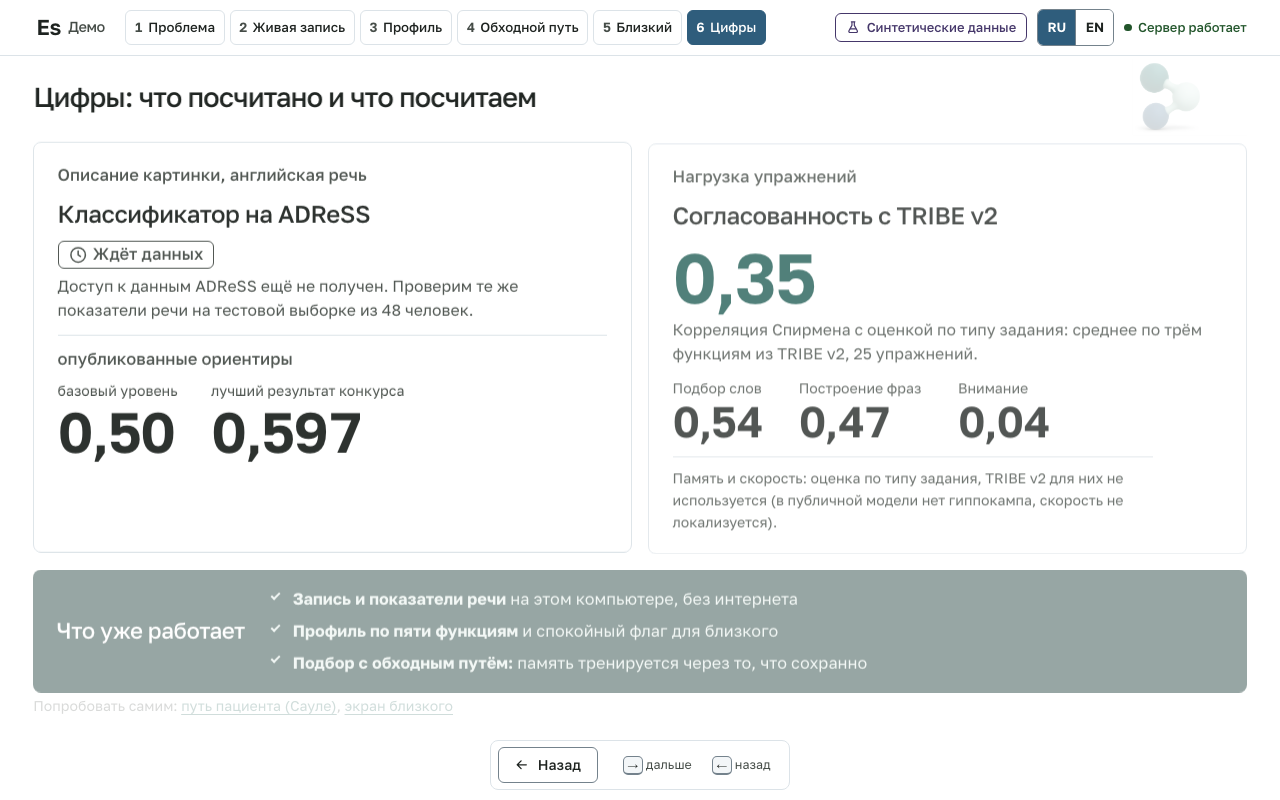 Es Демо 1 Проблема 2 Живая запись 3 Профиль 4 Обходной путь 5 Близкий 6 Цифры Синтетические данные RU EN Сервер работает
Цифры: что посчитано и что посчитаем
Описание картинки, английская речь
Классификатор на ADReSS
Ждёт данных
Доступ к данным ADReSS ещё не получен. Проверим те же
показатели речи на тестовой выборке из 48 человек.
опубликованные ориентиры
базовый уровень лучший результат конкурса
0,50 0,597
Нагрузка упражнений
Согласованность с TRIBE v2
0,35
Корреляция Спирмена с оценкой по типу задания: среднее по трём
функциям из TRIBE v2, 25 упражнений.
Подбор слов Построение фраз Внимание
0,54 0,47 0,04
Память и скорость: оценка по типу задания, TRIBE v2 для них не
используется (в публичной модели нет гиппокампа, скорость не
локализуется).
Что уже работает
Запись и показатели речи на этом компьютере, без интернета
Профиль по пяти функциям и спокойный флаг для близкого
Подбор с обходным путём: память тренируется через то, что сохранно
Попробовать самим: путь пациента (Сауле), экран близкого
← Назад → дальше ← назад